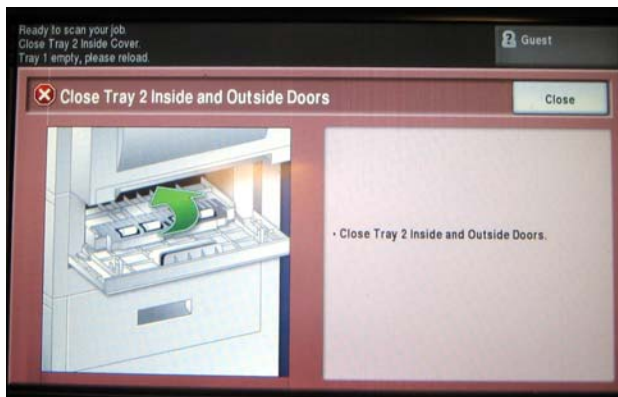 Ready to scan your job.
Close Tray 2 Inside Cover.
Tray 1 empty, please reload.
Guest
Close Tray 2 Inside and Outside Doors
Close
• Close Tray 2 Inside and Outside Doors.